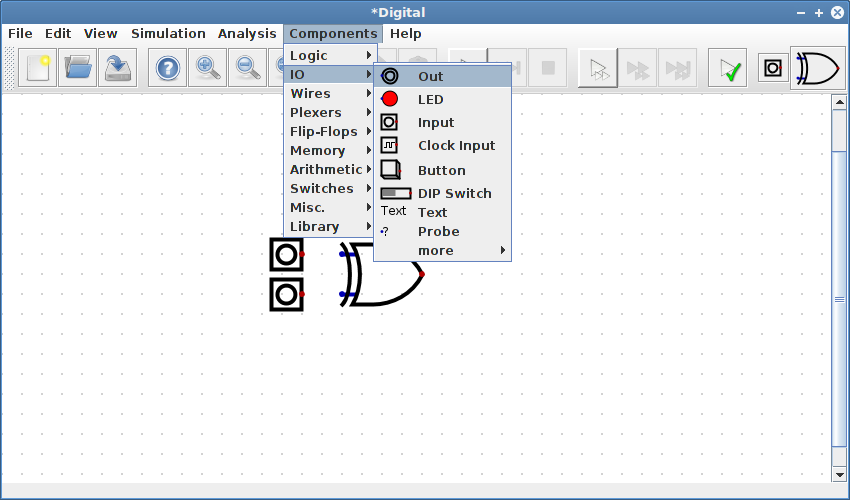 *Digital
File Edit View Simulation Analysis Components Help
Logic
IO
Wires
Plexers
Flip-Flops
Memory
Arithmetic
Switches
Misc.
Library
Out
LED
Input
Clock Input
Button
DIP Switch
Text Text
? Probe
more